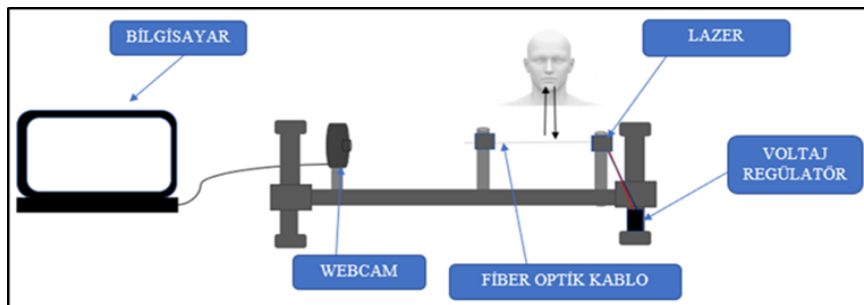 BİLGİSAYAR
LAZER
VOLTAJ
REGÜLATÖR
WEBCAM
FİBER OPTİK KABLO